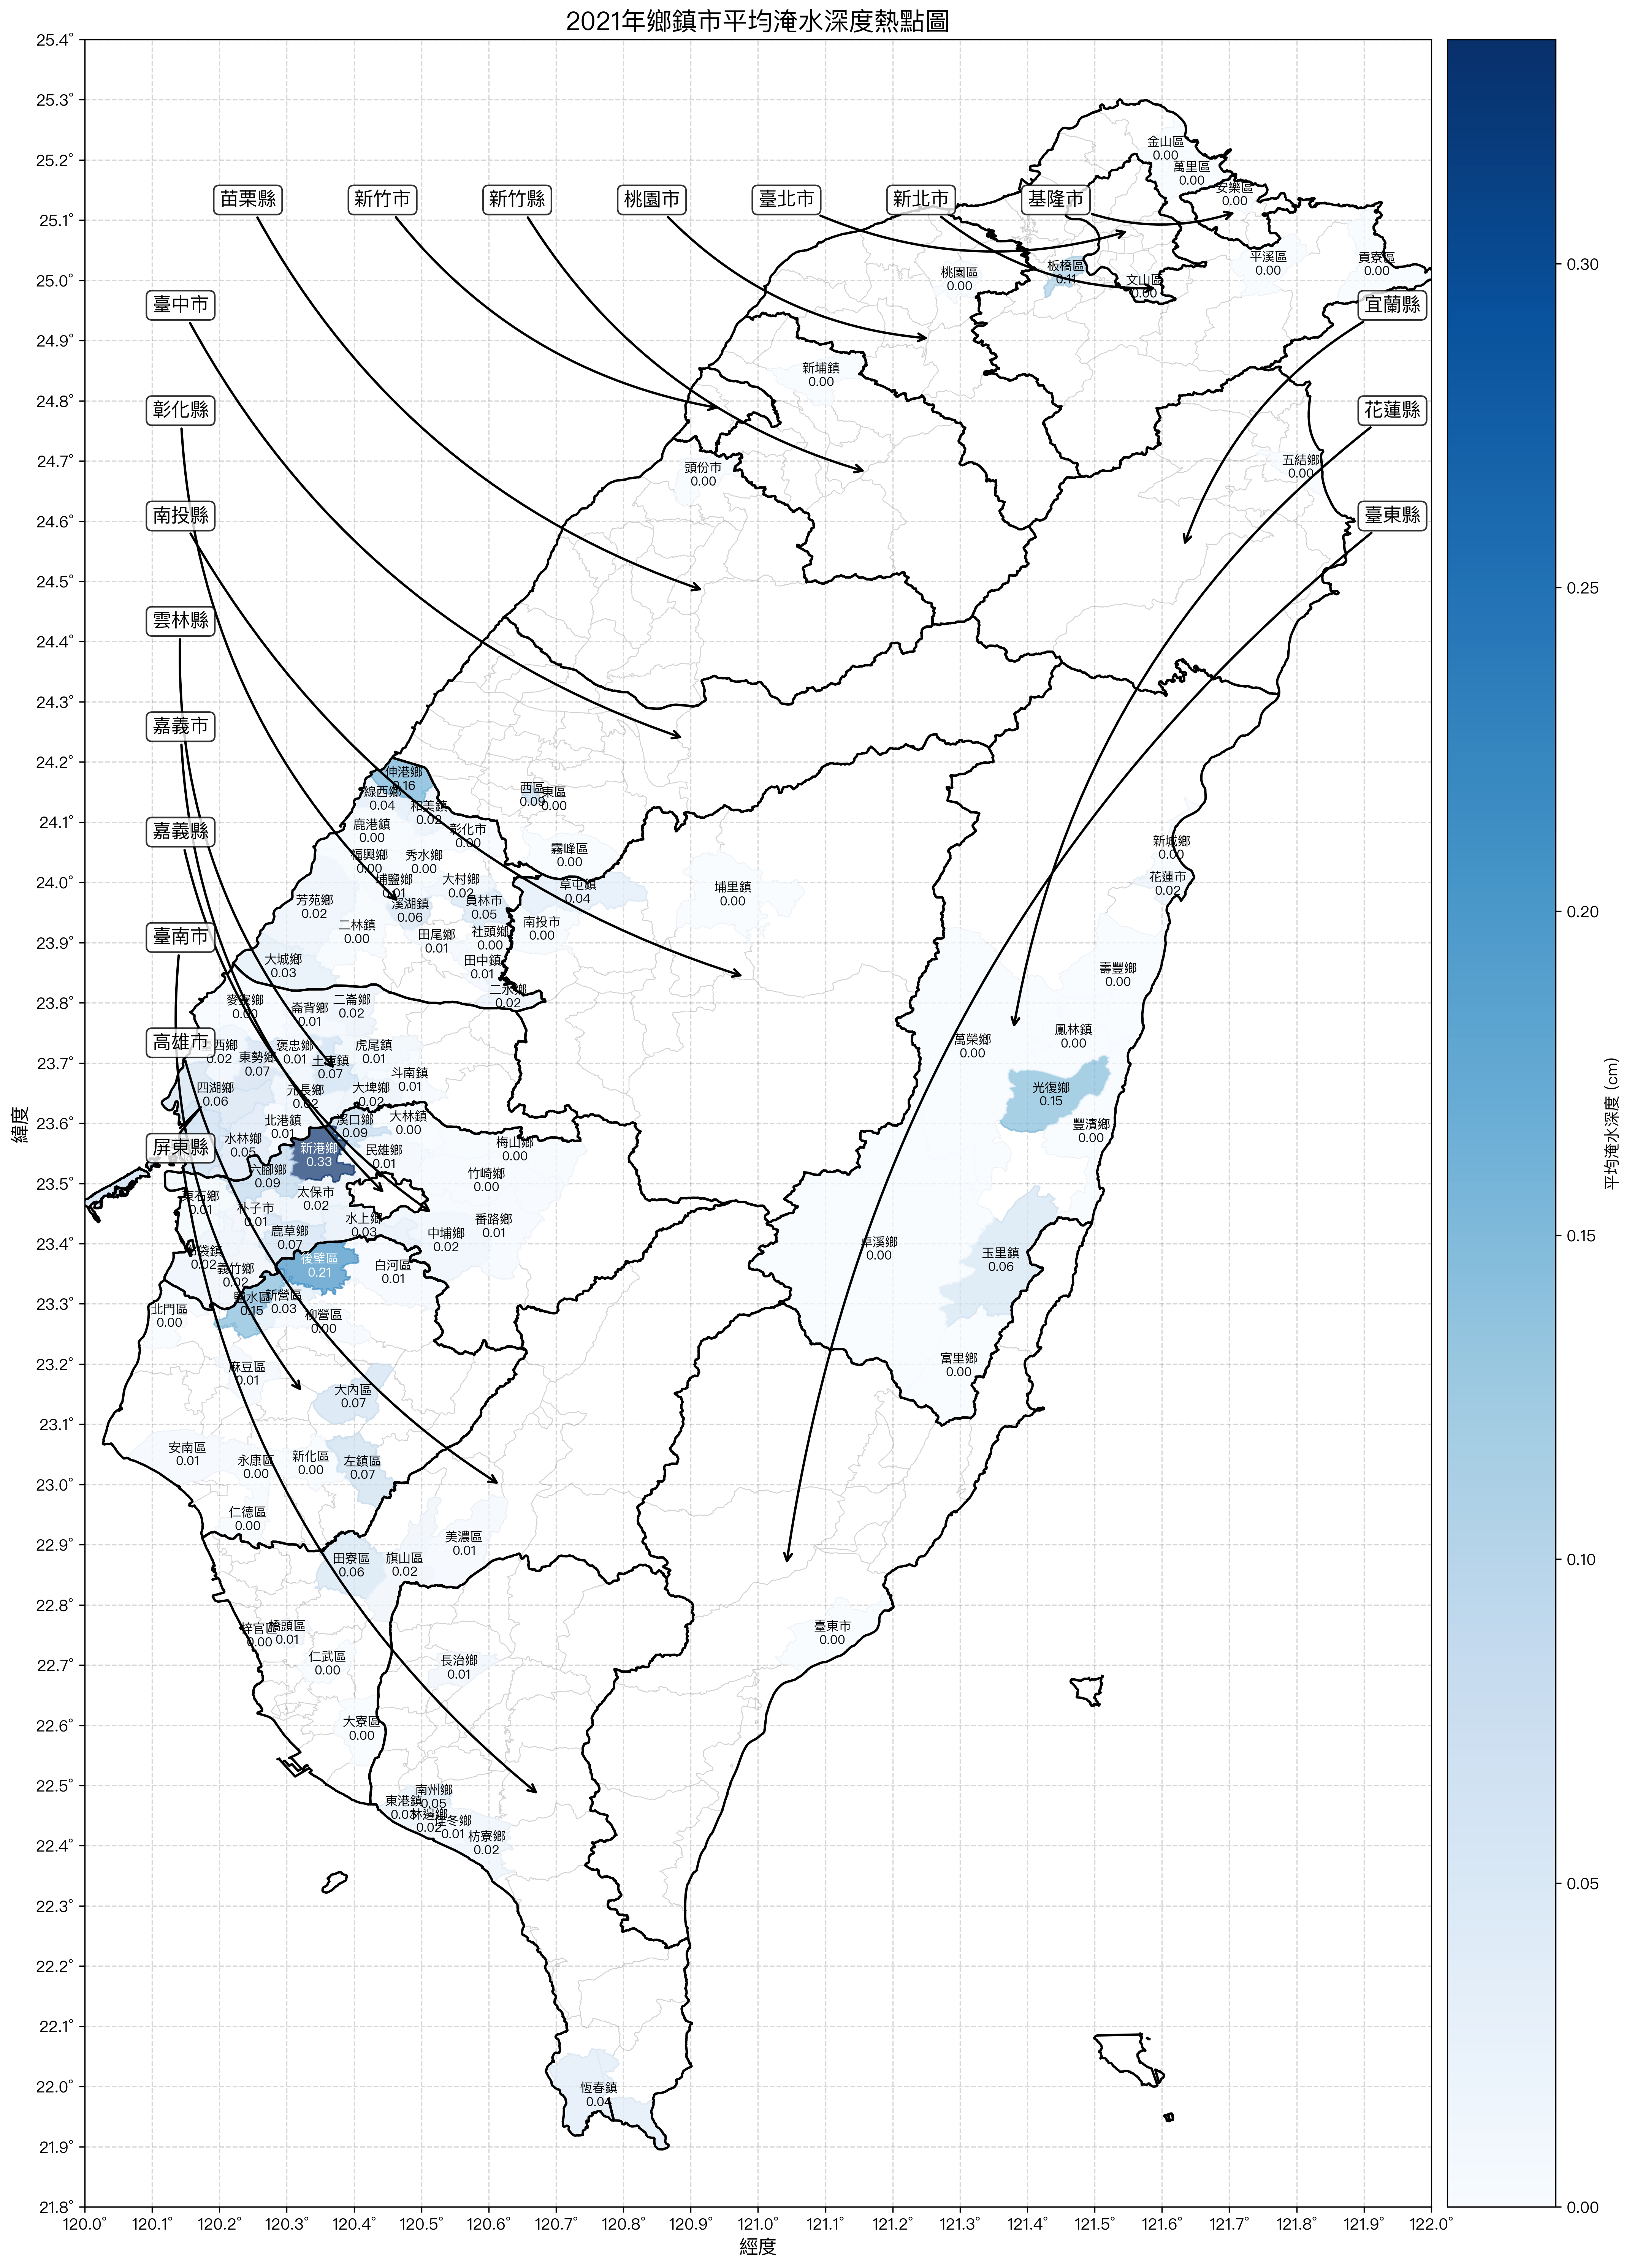 2021年鄉鎮市平均淹水深度熱點圖
25.4°
25.3°
25.2°
25.1°
25.0°
24.9°
24.8°
24.7°
24.6°
24.5°
24.4°
24.3°
24.2°
24.1°
24.0°
23.9°
23.8°
23.7°
23.6°
23.5°
23.4°
23.3°
23.2°
23.1°
23.0°
22.9°
22.8°
22.7°
22.6°
22.5°
22.4°
22.3°
22.2°
22.1°
22.0°
21.9°
21.8°
緯度
苗栗縣
新竹市
新竹縣
桃園市
臺北市
新北市
基隆市
臺中市
彰化縣
南投縣
雲林縣
嘉義市
嘉義縣
臺南市
高雄市
屏東縣
宜蘭縣
花蓮縣
臺東縣
金山區
0.00
萬里區
0.00
安樂區
0.00
平溪區
0.00
貢寮區
0.00
桃園區
0.00
板橋區
0.11
文山區
0.00
新埔鎮
0.00
頭份市
0.00
五結鄉
0.00
伸港鄉
0.16
線西鄉
0.04
和美鎮
0.02
西區
0.09
東區
0.00
鹿港鎮
0.00
彰化市
0.00
福興鄉
0.00
秀水鄉
0.00
霧峰區
0.00
埔鹽鄉
0.01
大村鄉
0.02
草屯鎮
0.04
埔里鎮
0.00
芳苑鄉
0.02
溪湖鎮
0.06
員林市
0.05
二林鎮
0.00
田尾鄉
0.01
社頭鄉
0.00
南投市
0.00
大城鄉
0.03
田中鎮
0.01
二水鄉
0.02
新城鄉
0.00
花蓮市
0.02
壽豐鄉
0.00
萬榮鄉
0.00
鳳林鎮
0.00
光復鄉
0.15
豐濱鄉
0.00
卓溪鄉
0.00
玉里鎮
0.06
富里鄉
0.00
麥寮鄉
0.00
崙背鄉
0.01
二崙鄉
0.02
西鄉
0.02
東勢鄉
0.07
褒忠鄉
0.01
土庫鎮
0.07
虎尾鎮
0.01
四湖鄉
0.06
元長鄉
0.02
大埤鄉
0.02
斗南鎮
0.01
北港鎮
0.01
水林鄉
0.05
溪口鄉
0.09
大林鎮
0.00
新港鄉
0.33
民雄鄉
0.01
梅山鄉
0.00
六腳鄉
0.09
竹崎鄉
0.00
東石鄉
0.01
朴子市
0.01
太保市
0.02
水上鄉
0.03
中埔鄉
0.02
番路鄉
0.01
鹿草鄉
0.07
布袋鎮
0.02
義竹鄉
0.02
後壁區
0.21
白河區
0.01
鹽水區
0.15
新營區
0.03
北門區
0.00
柳營區
0.00
麻豆區
0.01
大內區
0.07
安南區
0.01
永康區
0.00
新化區
0.00
左鎮區
0.07
仁德區
0.00
美濃區
0.01
田寮區
0.06
旗山區
0.02
梓官區
0.00
橋頭區
0.01
仁武區
0.00
長治鄉
0.01
大寮區
0.00
臺東市
0.00
南州鄉
0.05
東港鎮
0.03
林邊鄉
0.02
佳冬鄉
0.01
枋寮鄉
0.02
恆春鎮
0.04
120.0°
120.1°
120.2°
120.3°
120.4°
120.5°
120.6°
120.7°
120.8°
120.9°
121.0°
121.1°
121.2°
121.3°
121.4°
121.5°
121.6°
121.7°
121.8°
121.9°
122.0°
經度
0.30
0.25
0.20
0.15
0.10
0.05
0.00
平均淹水深度 (cm)